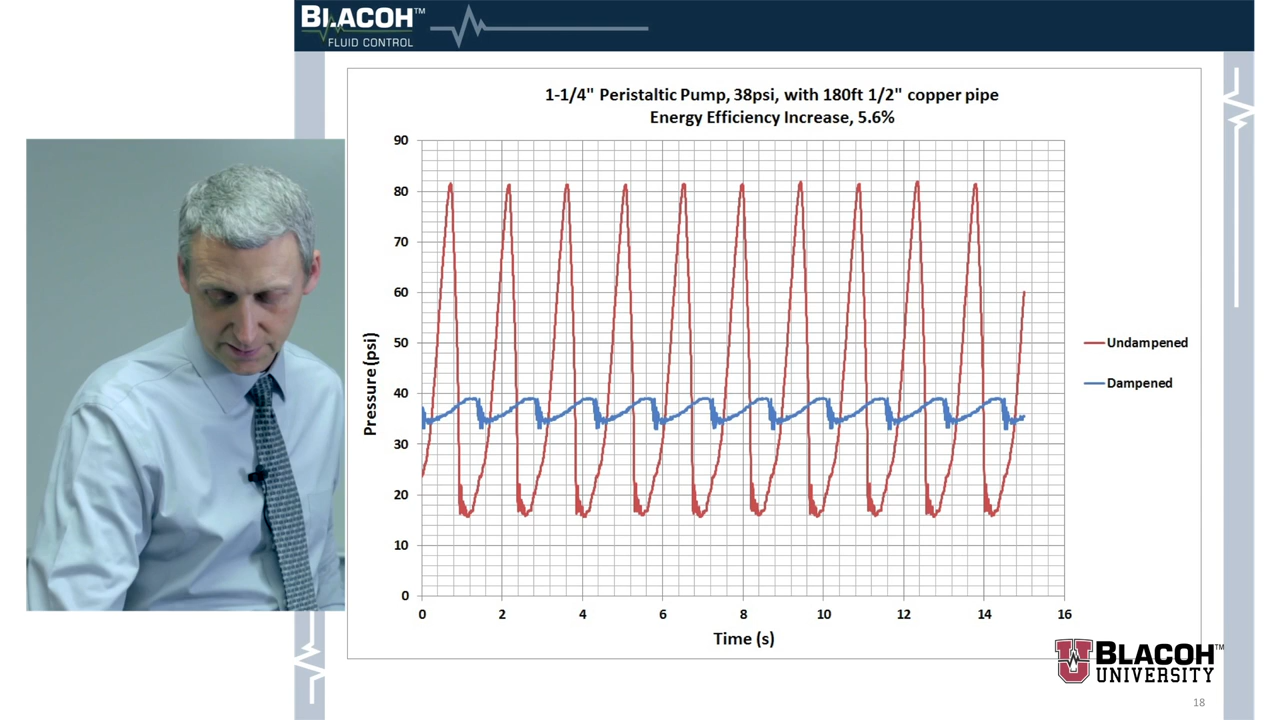 BLACOH™
FLUID CONTROL
1-1/4" Peristaltic Pump, 38psi, with 180ft 1/2" copper pipe
Energy Efficiency Increase, 5.6%
90
80
70
60
50
40
30
20
10
0
Pressure (psi)
0 2 4 6 8 10 12 14 16
Time (s)
Undampened
Dampened
U BLACOH™
UNIVERSITY
18